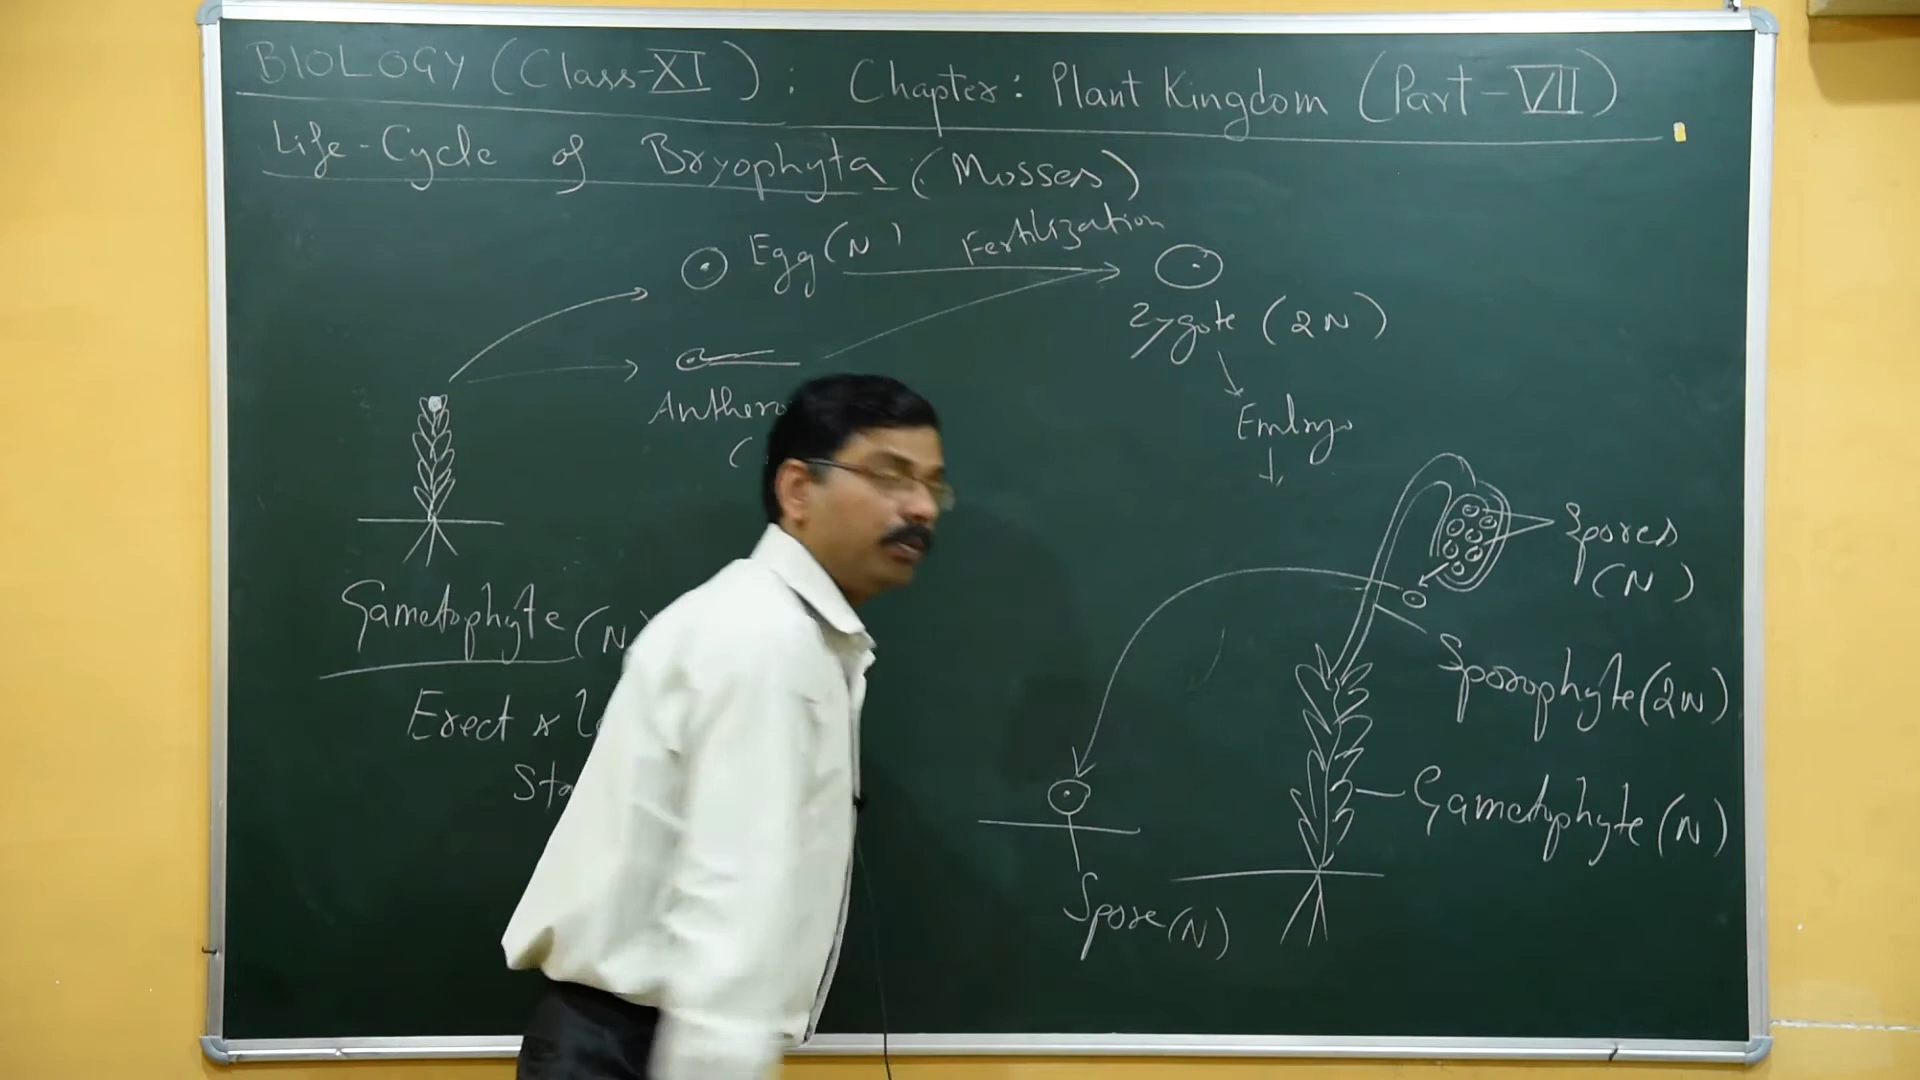 BIOLOGY (Class-XI) : Chapter: Plant Kingdom (Part-VII)
Life-Cycle of Bryophyta (Mosses)
Egg (N) Fertilization
Zygote (2N)
Embryo
Spores
(N)
Sporophyte (2N)
Gametophyte (N)
Spore (N)
Gametophyte (N
Erect &